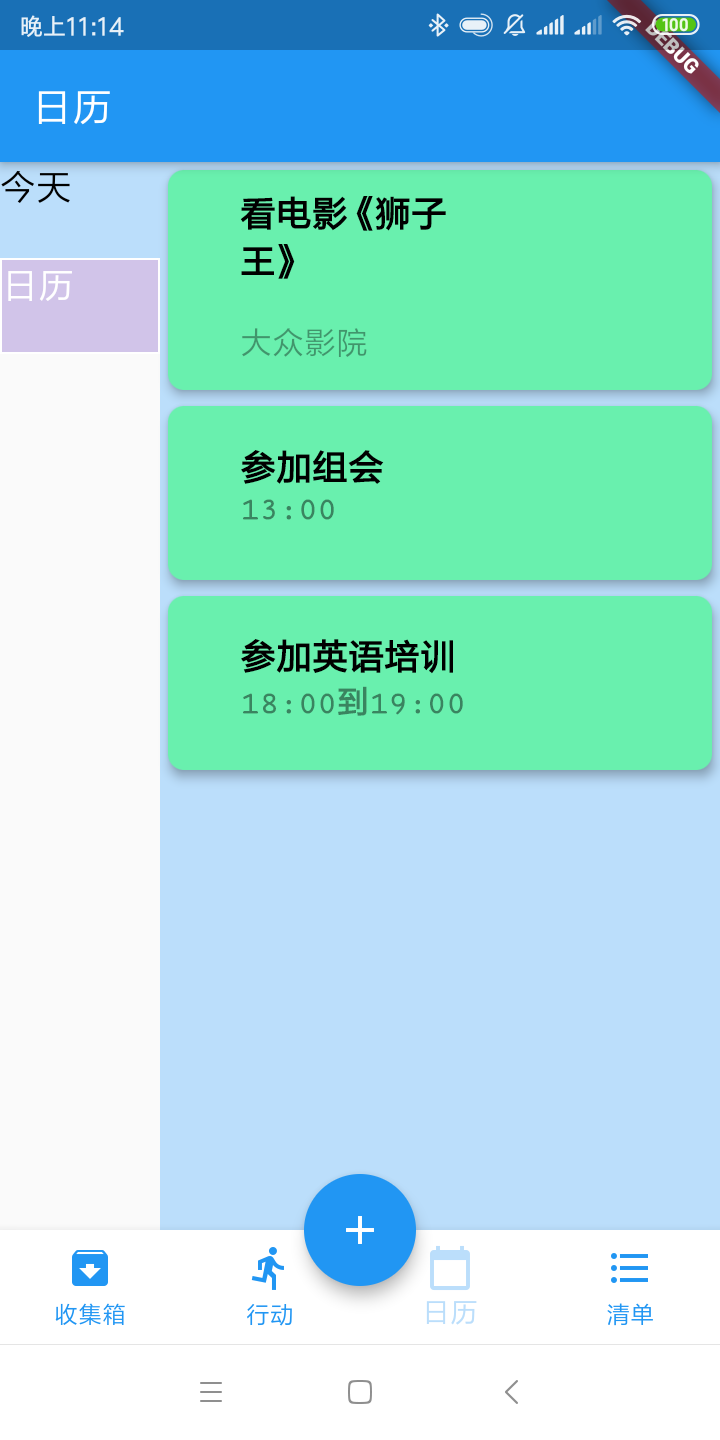 晚上11:14
100
DEBUG
日历
今天
日历
看电影《狮子
王》
大众影院
参加组会
13:00
参加英语培训
18:00到19:00
收集箱
行动
日历
清单